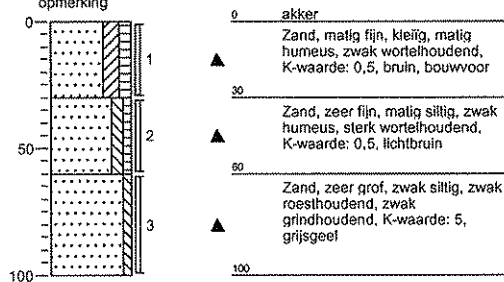 opmerking
0 0 akker
1 Zand, matig fijn, kleiïg, matig
humeus, zwak wortelhoudend,
K-waarde: 0,5, bruin, bouwvoor
30
2 Zand, zeer fijn, matig siltig, zwak
humeus, sterk wortelhoudend,
K-waarde: 0,5, lichtbruin
50
60
3 Zand, zeer grof, zwak siltig, zwak
roesthoudend, zwak
grindhoudend, K-waarde: 5,
grijsgeel
100 100